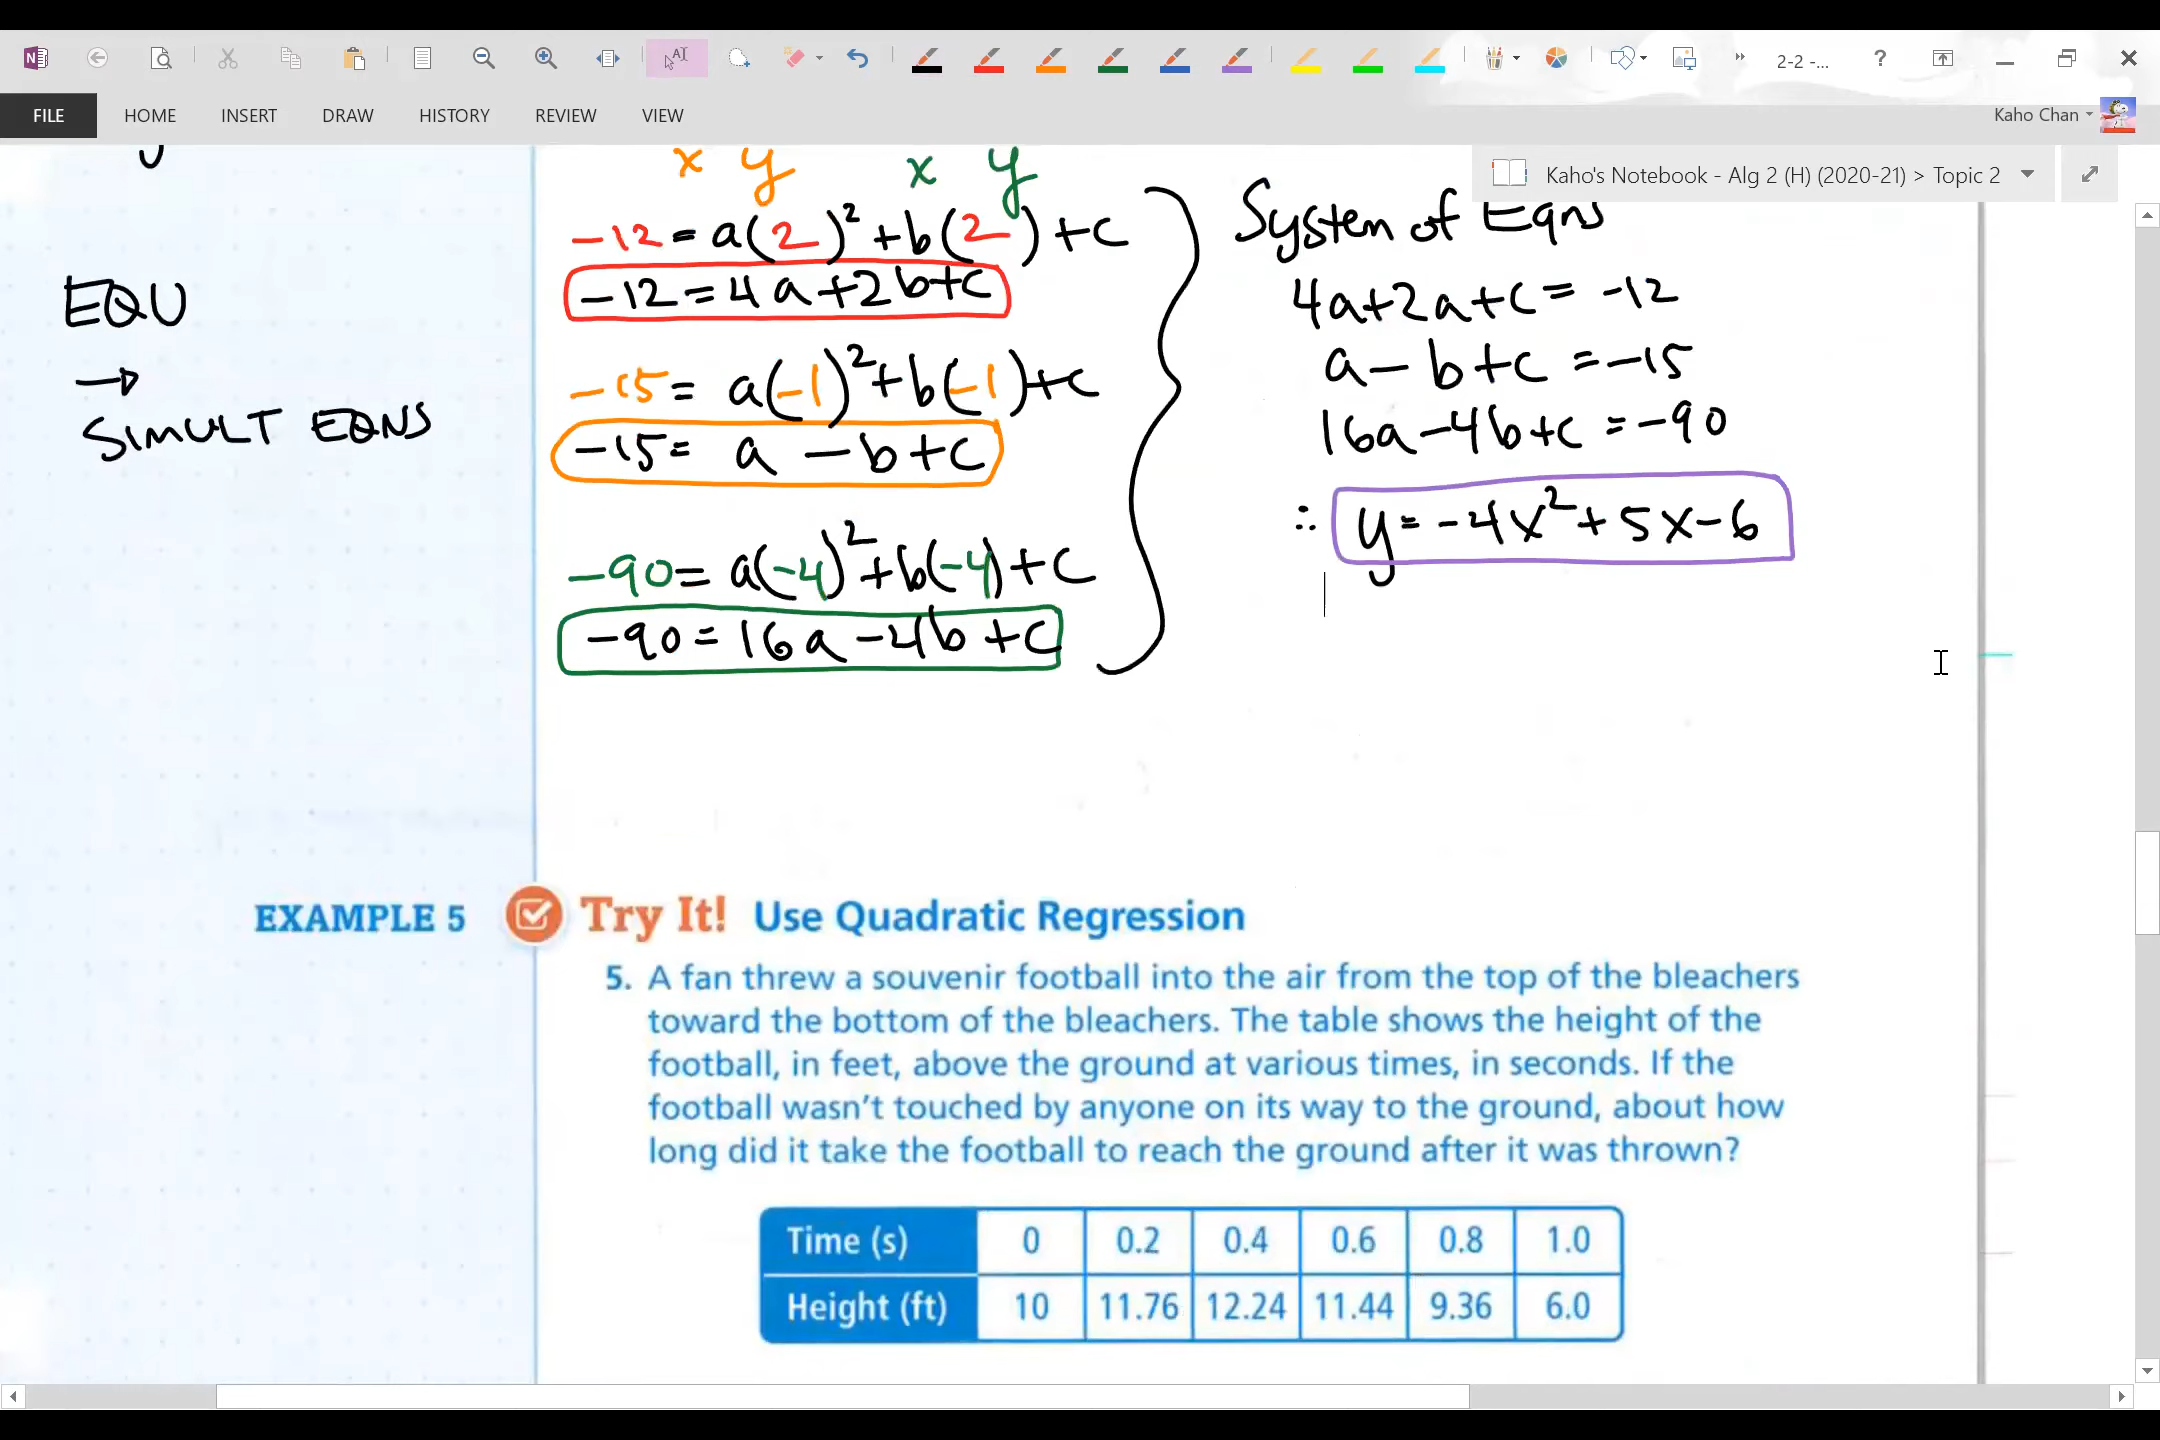 2-2 -...
?
FILE HOME INSERT DRAW HISTORY REVIEW VIEW
Kaho Chan
Kaho's Notebook - Alg 2 (H) (2020-21) > Topic 2
x y x y
-12 = a(2)² + b(2) + c
-12 = 4a + 2b + c
-15 = a(-1)² + b(-1) + c
-15 = a - b + c
-90 = a(-4)² + b(-4) + c
-90 = 16a - 4b + c
EQU
→
SIMULT EQNS
System of Eqns
4a + 2a + c = -12
a - b + c = -15
16a - 4b + c = -90
∴ y = -4x² + 5x - 6
EXAMPLE 5 Try It! Use Quadratic Regression
5. A fan threw a souvenir football into the air from the top of the bleachers
toward the bottom of the bleachers. The table shows the height of the
football, in feet, above the ground at various times, in seconds. If the
football wasn't touched by anyone on its way to the ground, about how
long did it take the football to reach the ground after it was thrown?
Time (s) 0 0.2 0.4 0.6 0.8 1.0
Height (ft) 10 11.76 12.24 11.44 9.36 6.0